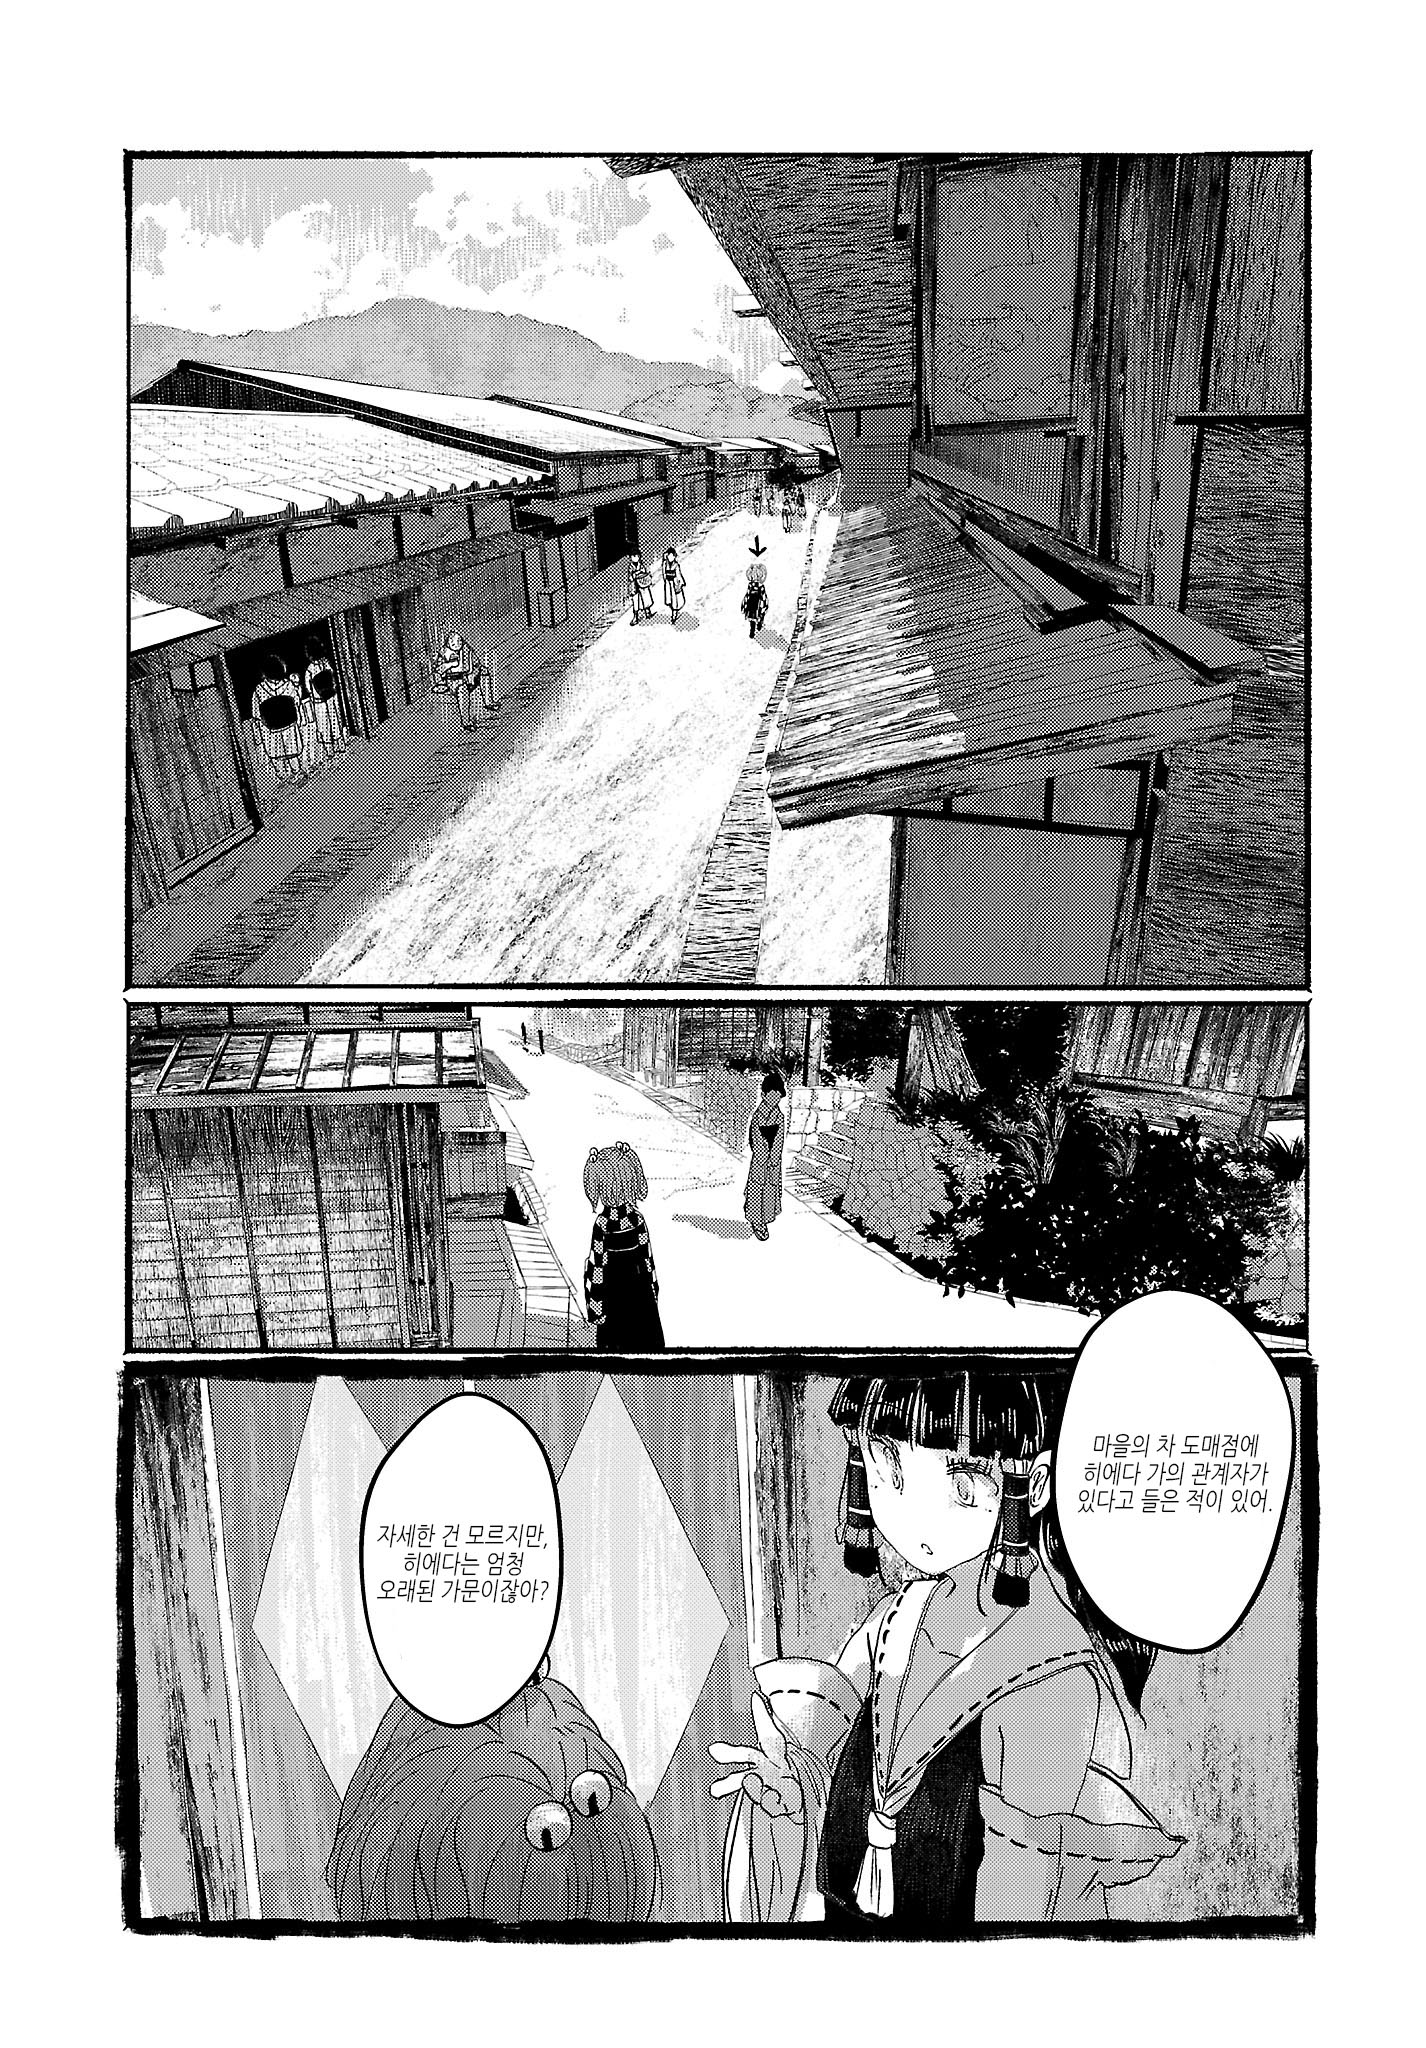 마을의 차 도매점에
히에다 가의 관계자가
있다고 들은 적이 있어.
자세한 건 모르지만,
히에다는 엄청
오래된 가문이잖아?